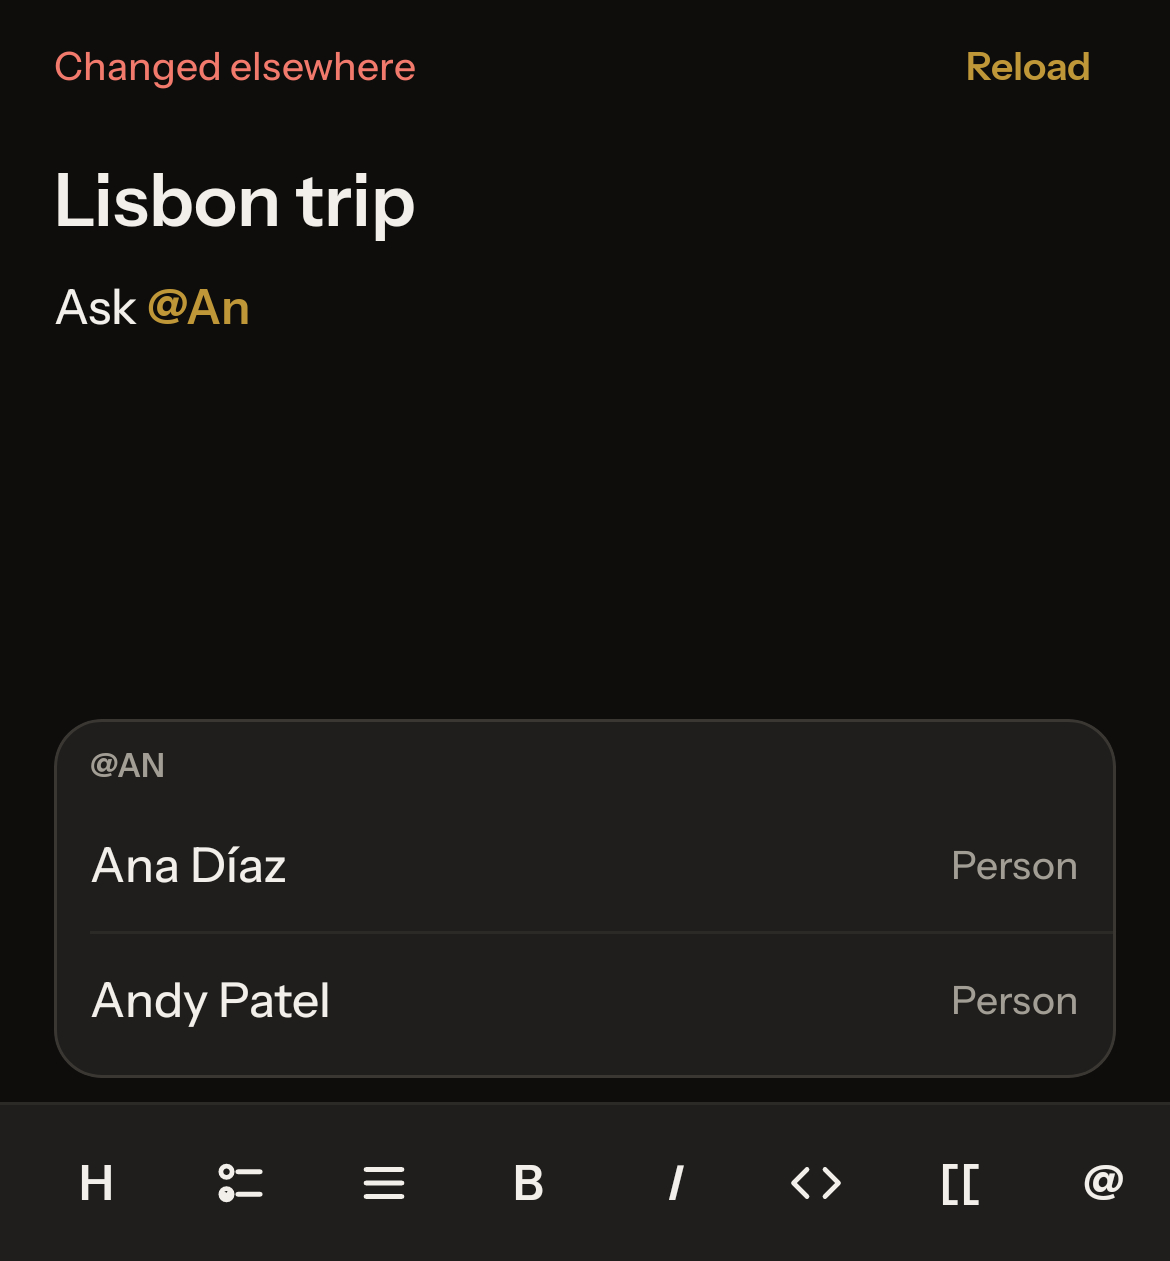 Changed elsewhere Reload
Lisbon trip
Ask @An
@AN
Ana Díaz Person
Andy Patel Person
H B I <> [[ @